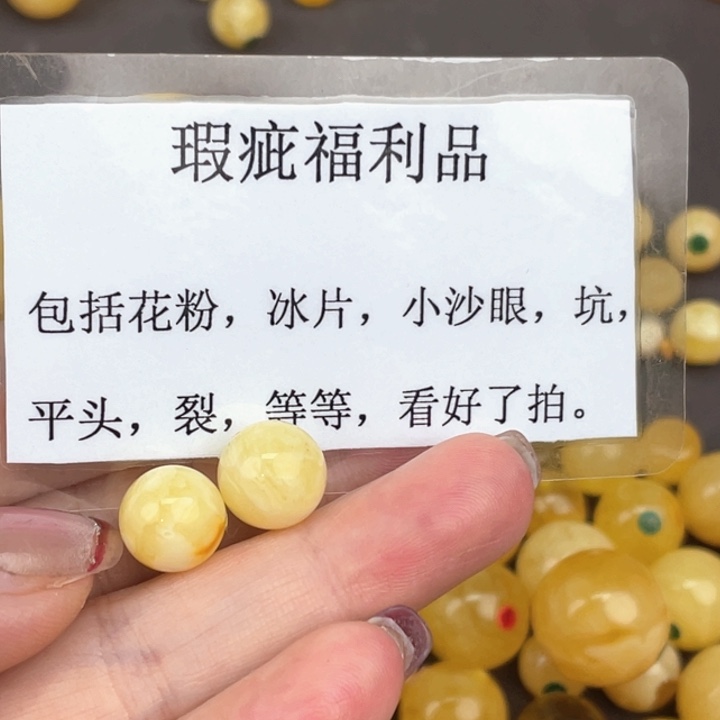 瑕疵福利品
包括花粉，冰片，小沙眼，坑，
平头，裂，等等，看好了拍。